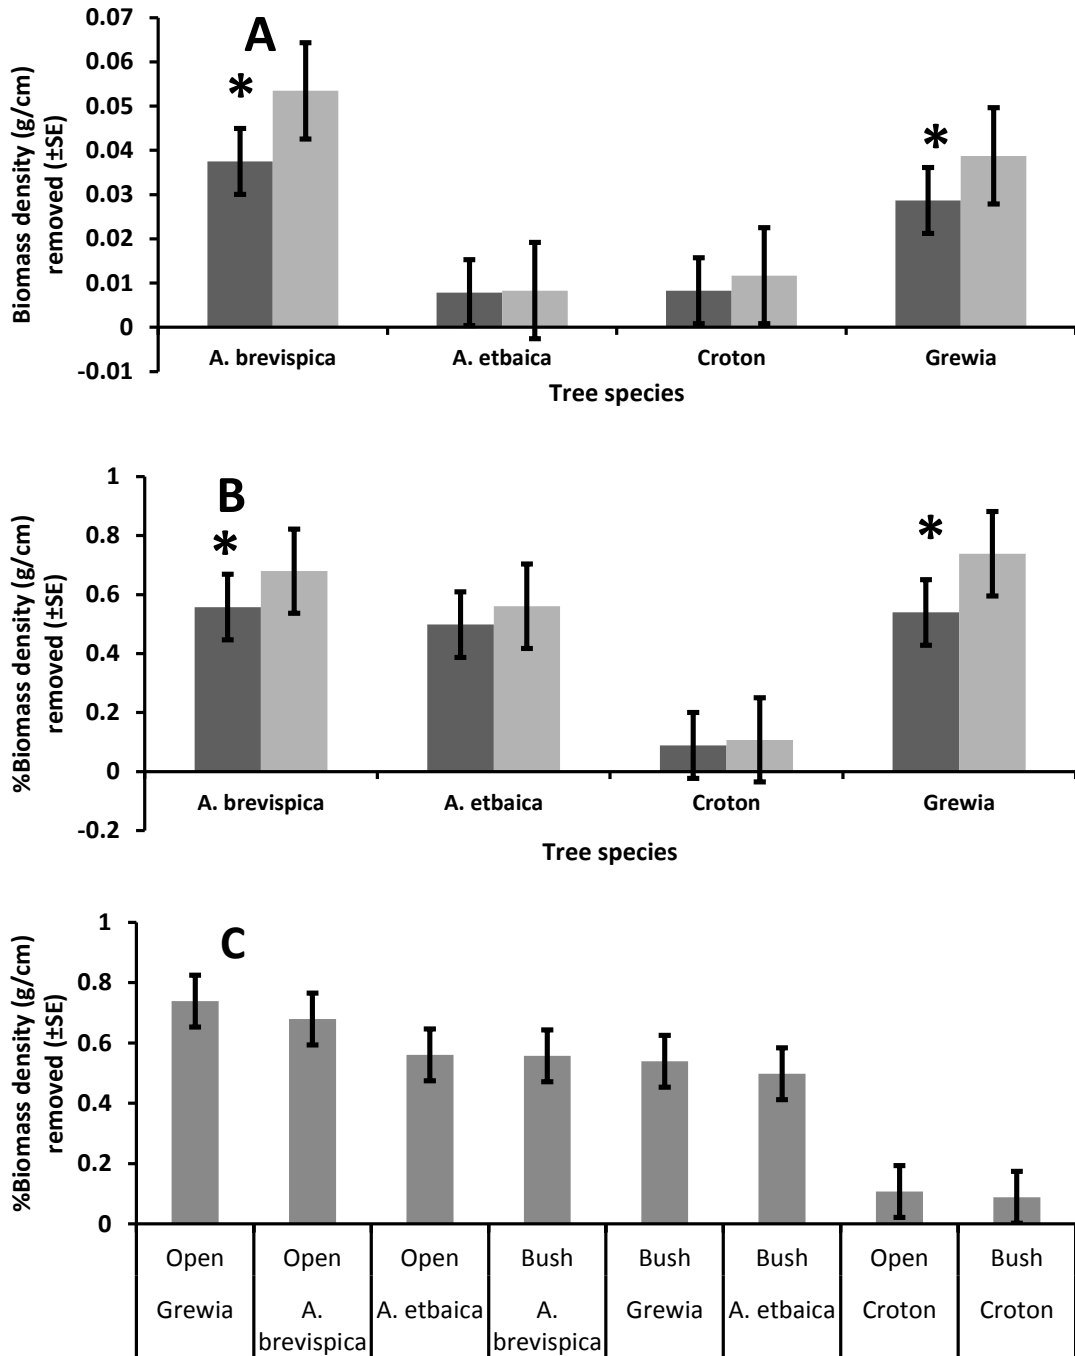 A
Biomass density (g/cm)
removed (±SE)
0.07
0.06
0.05
0.04
0.03
0.02
0.01
0
-0.01
*
*
A. brevispica
A. etbaica
Croton
Grewia
Tree species
B
%Biomass density (g/cm)
removed (±SE)
1
0.8
0.6
0.4
0.2
0
-0.2
*
*
A. brevispica
A. etbaica
Croton
Grewia
Tree species
C
%Biomass density (g/cm)
removed (±SE)
1
0.8
0.6
0.4
0.2
0
Open
Open
Open
Bush
Bush
Bush
Open
Bush
Grewia
A.
brevispica
A. etbaica
A.
brevispica
Grewia
A. etbaica
Croton
Croton